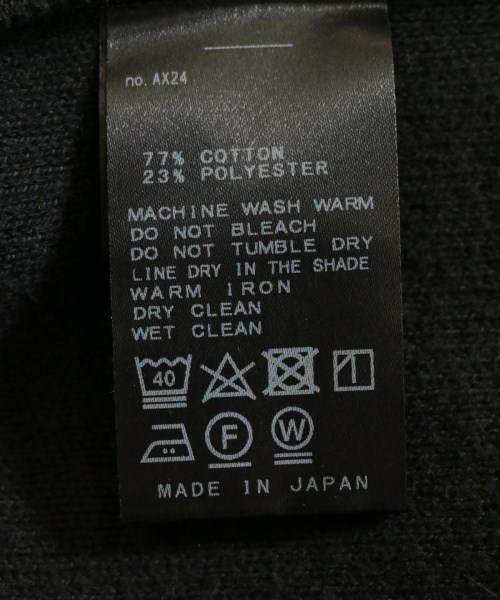 no. AX24
77% COTTON
23% POLYESTER
MACHINE WASH WARM
DO NOT BLEACH
DO NOT TUMBLE DRY
LINE DRY IN THE SHADE
WARM IRON
DRY CLEAN
WET CLEAN
40
F W
MADE IN JAPAN